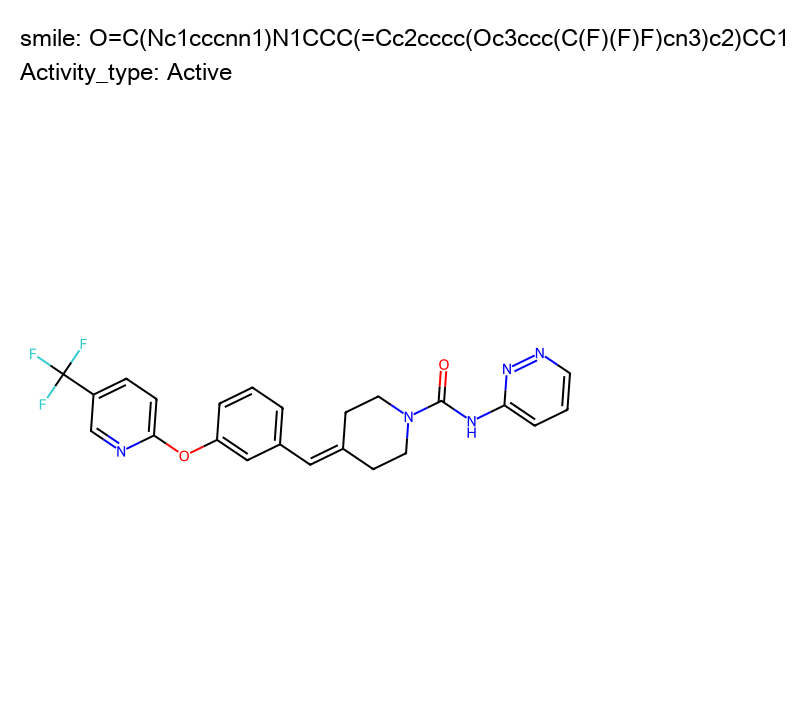 smile: O=C(Nc1cccnn1)N1CCC(=Cc2cccc(Oc3ccc(C(F)(F)F)cn3)c2)CC1
Activity_type: Active
F
F
F
N
O
O
N
N
H
N
N